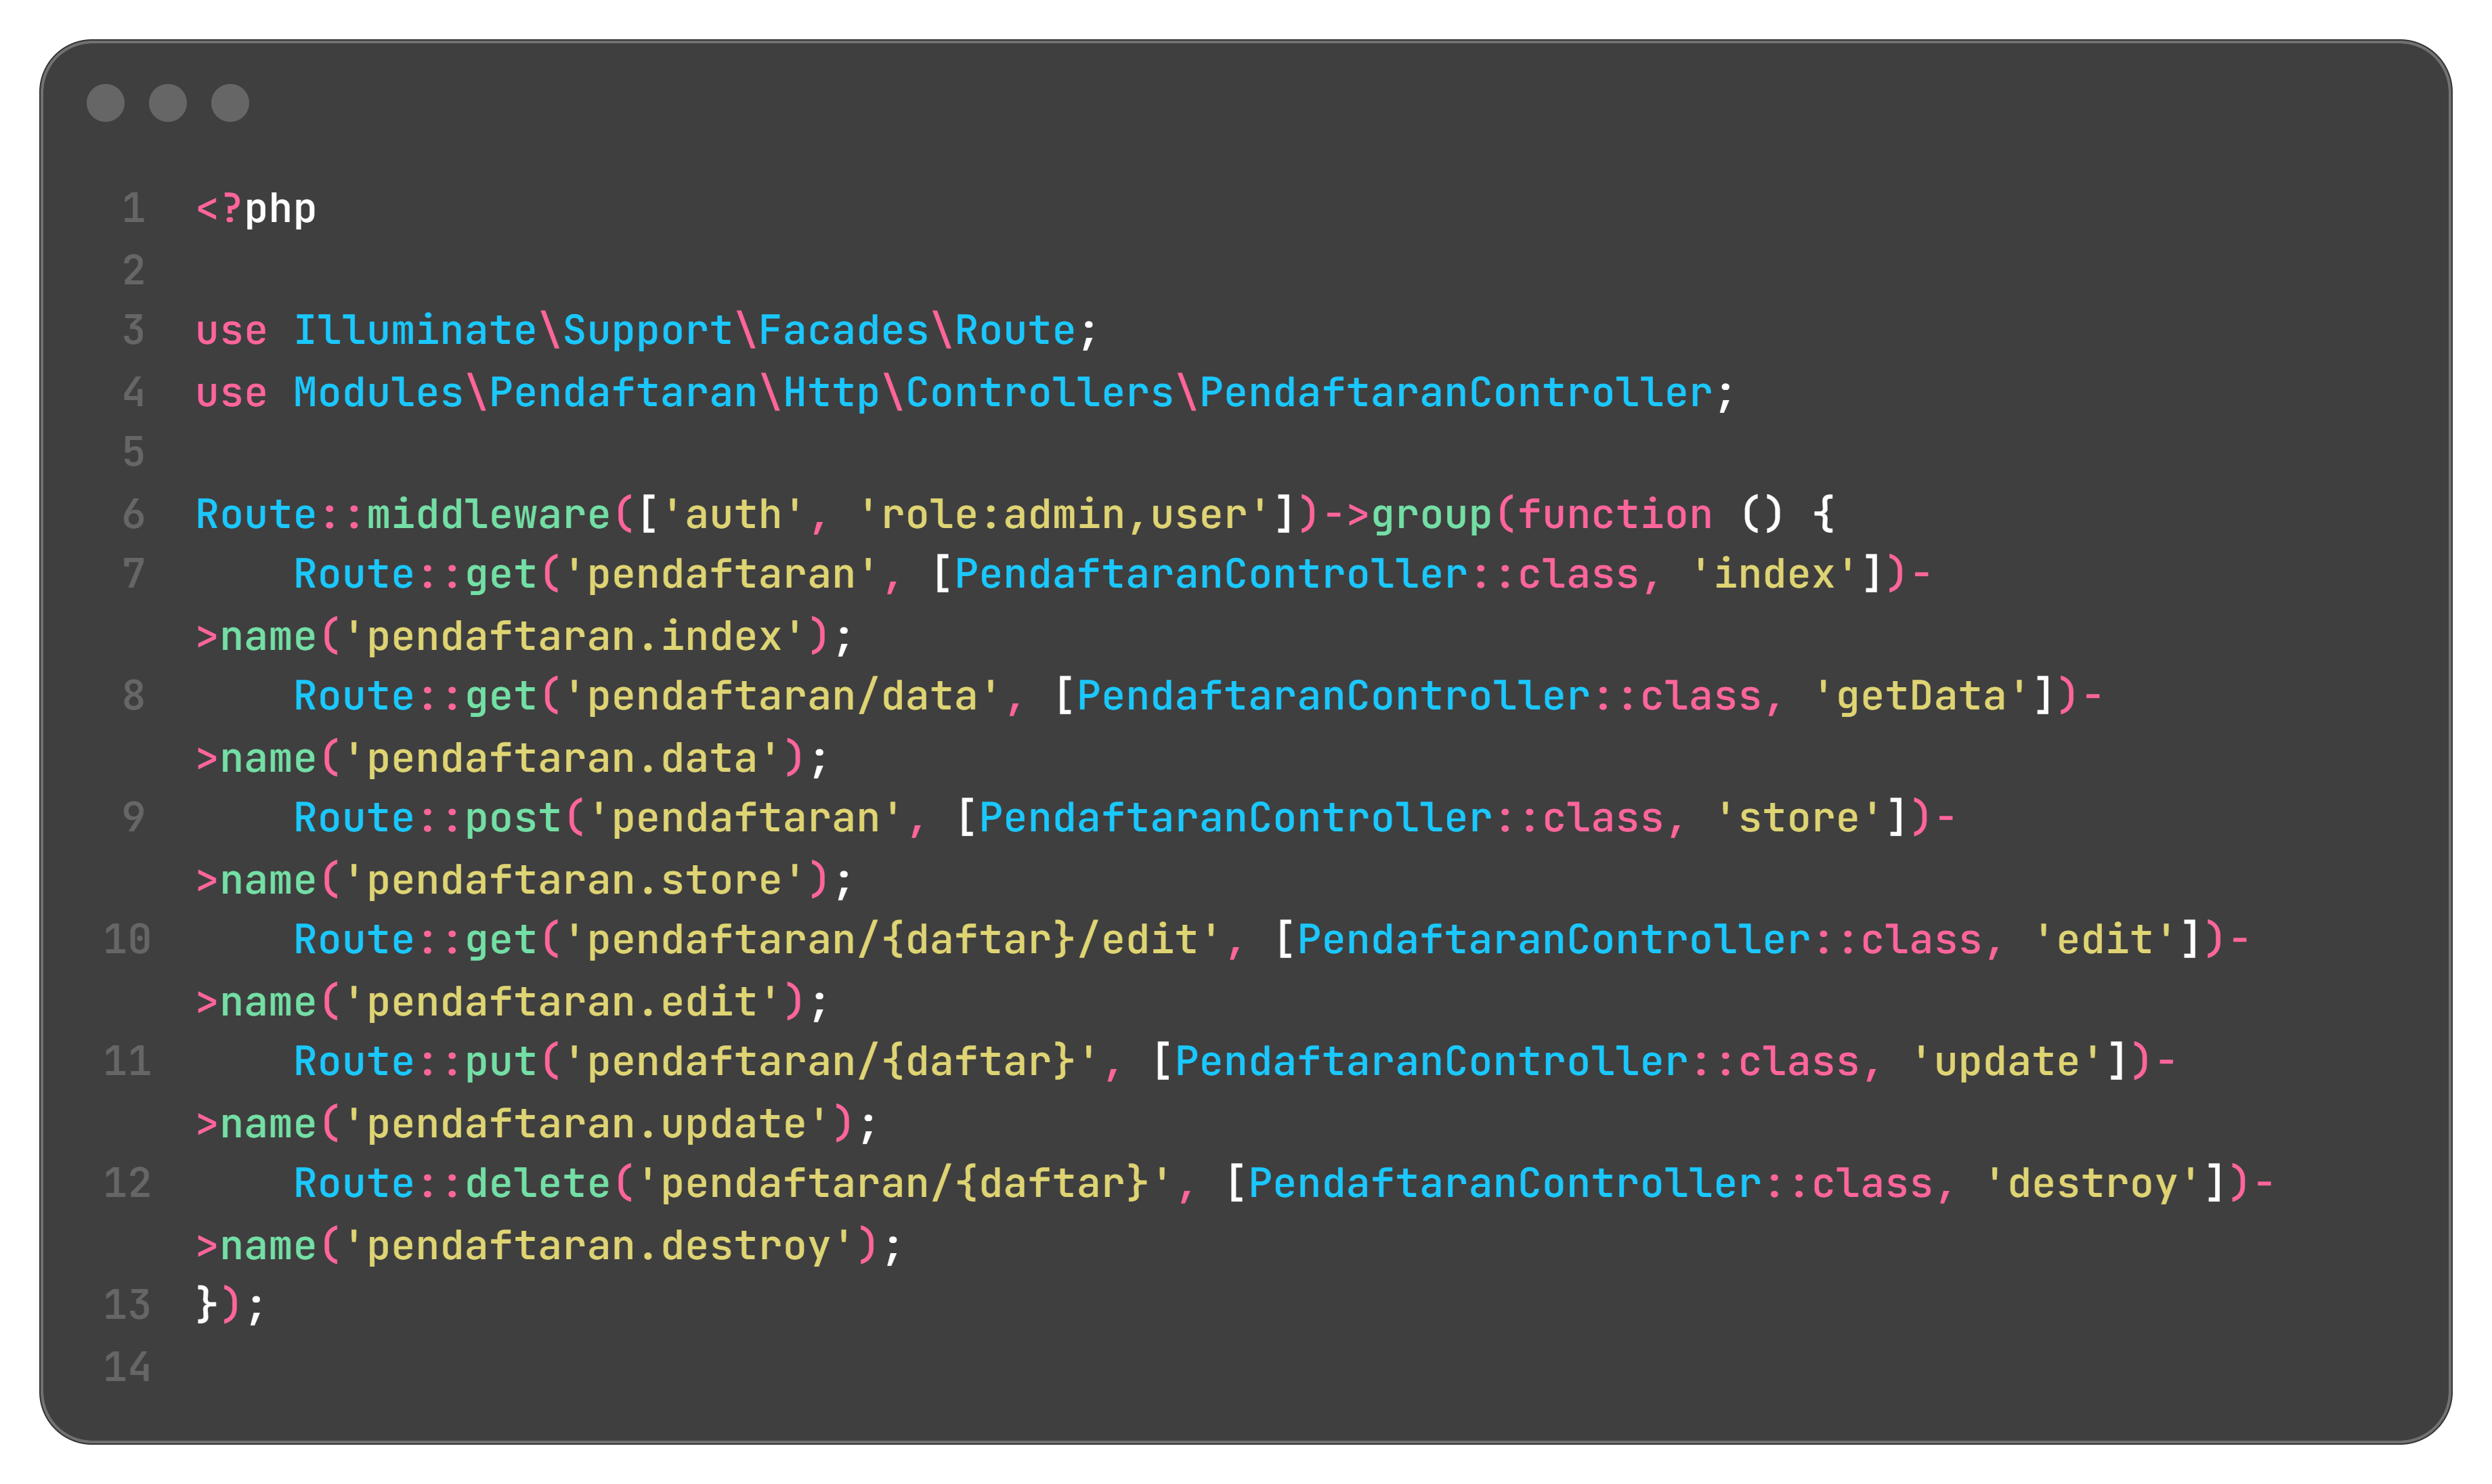 1 <?php
2
3 use Illuminate\Support\Facades\Route;
4 use Modules\Pendaftaran\Http\Controllers\PendaftaranController;
5
6 Route::middleware(['auth', 'role:admin,user'])->group(function () {
7     Route::get('pendaftaran', [PendaftaranController::class, 'index'])-
>name('pendaftaran.index');
8     Route::get('pendaftaran/data', [PendaftaranController::class, 'getData'])-
>name('pendaftaran.data');
9     Route::post('pendaftaran', [PendaftaranController::class, 'store'])-
>name('pendaftaran.store');
10     Route::get('pendaftaran/{daftar}/edit', [PendaftaranController::class, 'edit'])-
>name('pendaftaran.edit');
11     Route::put('pendaftaran/{daftar}', [PendaftaranController::class, 'update'])-
>name('pendaftaran.update');
12     Route::delete('pendaftaran/{daftar}', [PendaftaranController::class, 'destroy'])-
>name('pendaftaran.destroy');
13 });
14